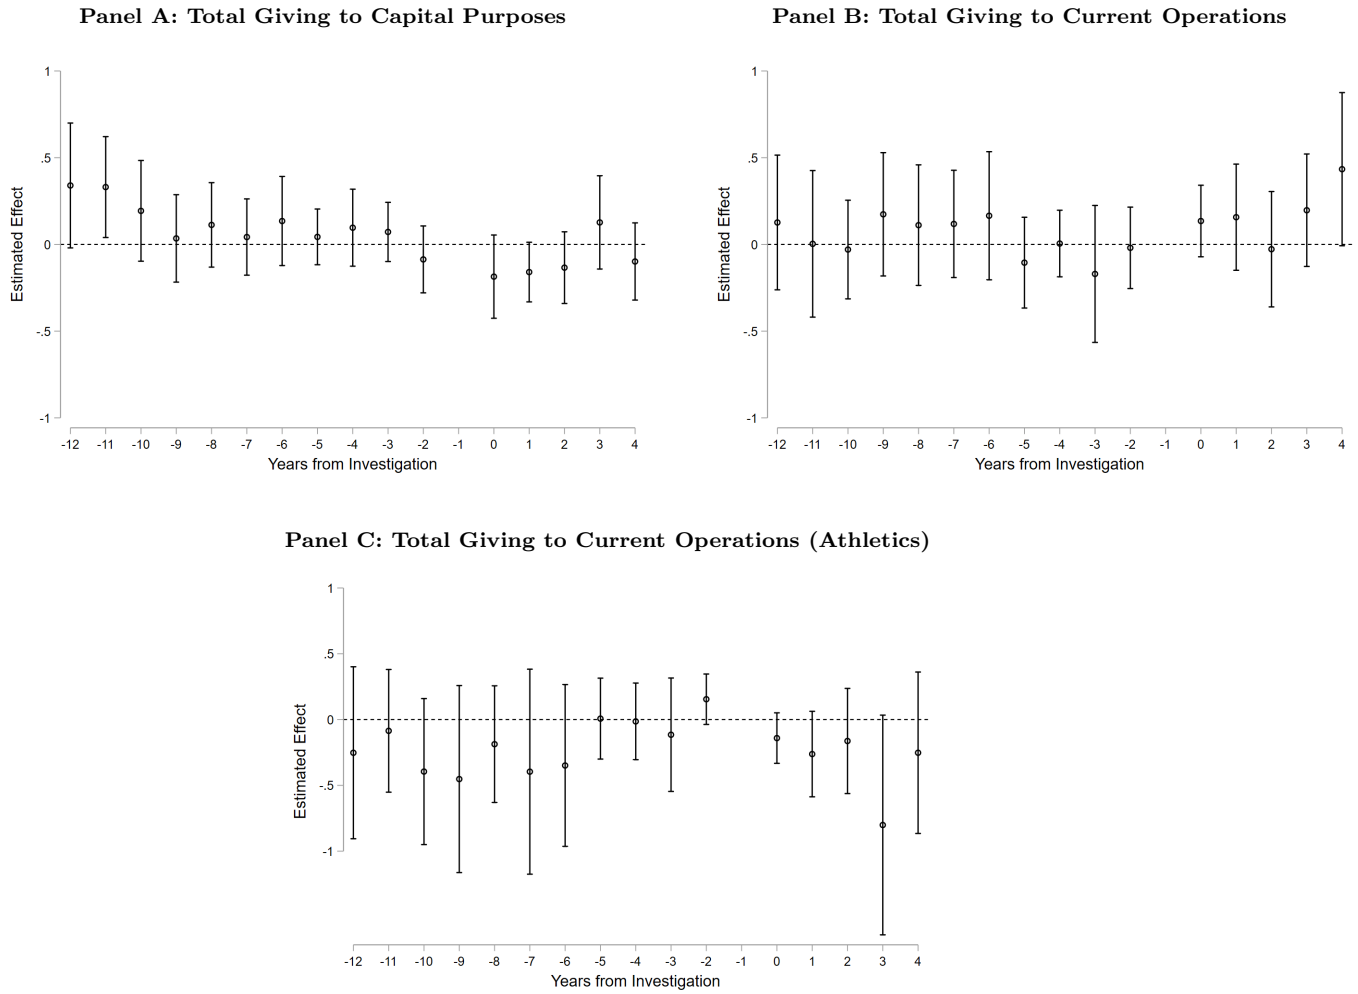 Panel A: Total Giving to Capital Purposes
1
.5
0
-.5
-1
Estimated Effect
-12 -11 -10 -9 -8 -7 -6 -5 -4 -3 -2 -1 0 1 2 3 4
Years from Investigation
Panel B: Total Giving to Current Operations
1
.5
0
-.5
-1
Estimated Effect
-12 -11 -10 -9 -8 -7 -6 -5 -4 -3 -2 -1 0 1 2 3 4
Years from Investigation
Panel C: Total Giving to Current Operations (Athletics)
1
.5
0
-.5
-1
Estimated Effect
-12 -11 -10 -9 -8 -7 -6 -5 -4 -3 -2 -1 0 1 2 3 4
Years from Investigation